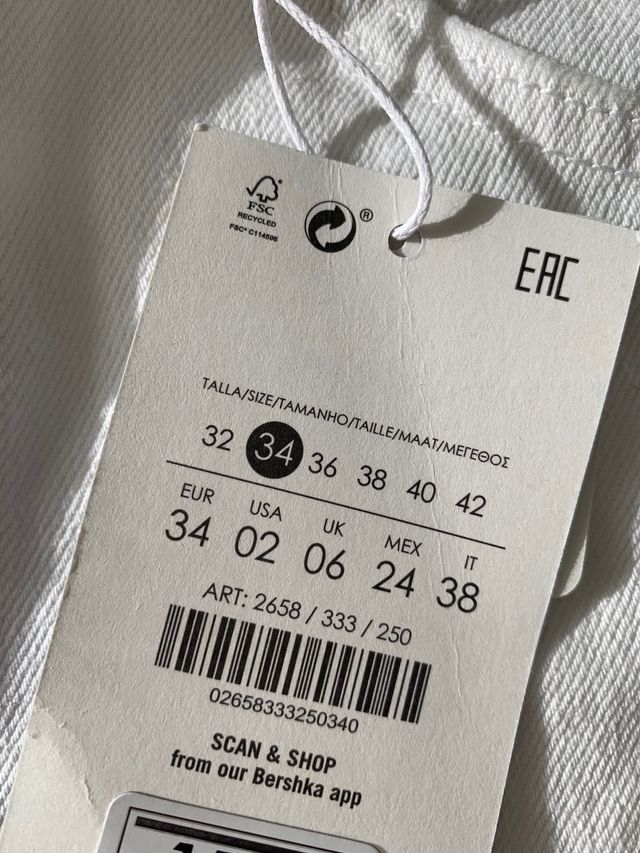 FSC
RECYCLED
FSC® C114506
®
EAC
TALLA/SIZE/TAMANHO/TAILLE/MAAT/ΜΕΓΕΘΟΣ
32 34 36 38 40 42
EUR USA UK MEX IT
34 02 06 24 38
ART: 2658 / 333 / 250
02658333250340
SCAN & SHOP
from our Bershka app